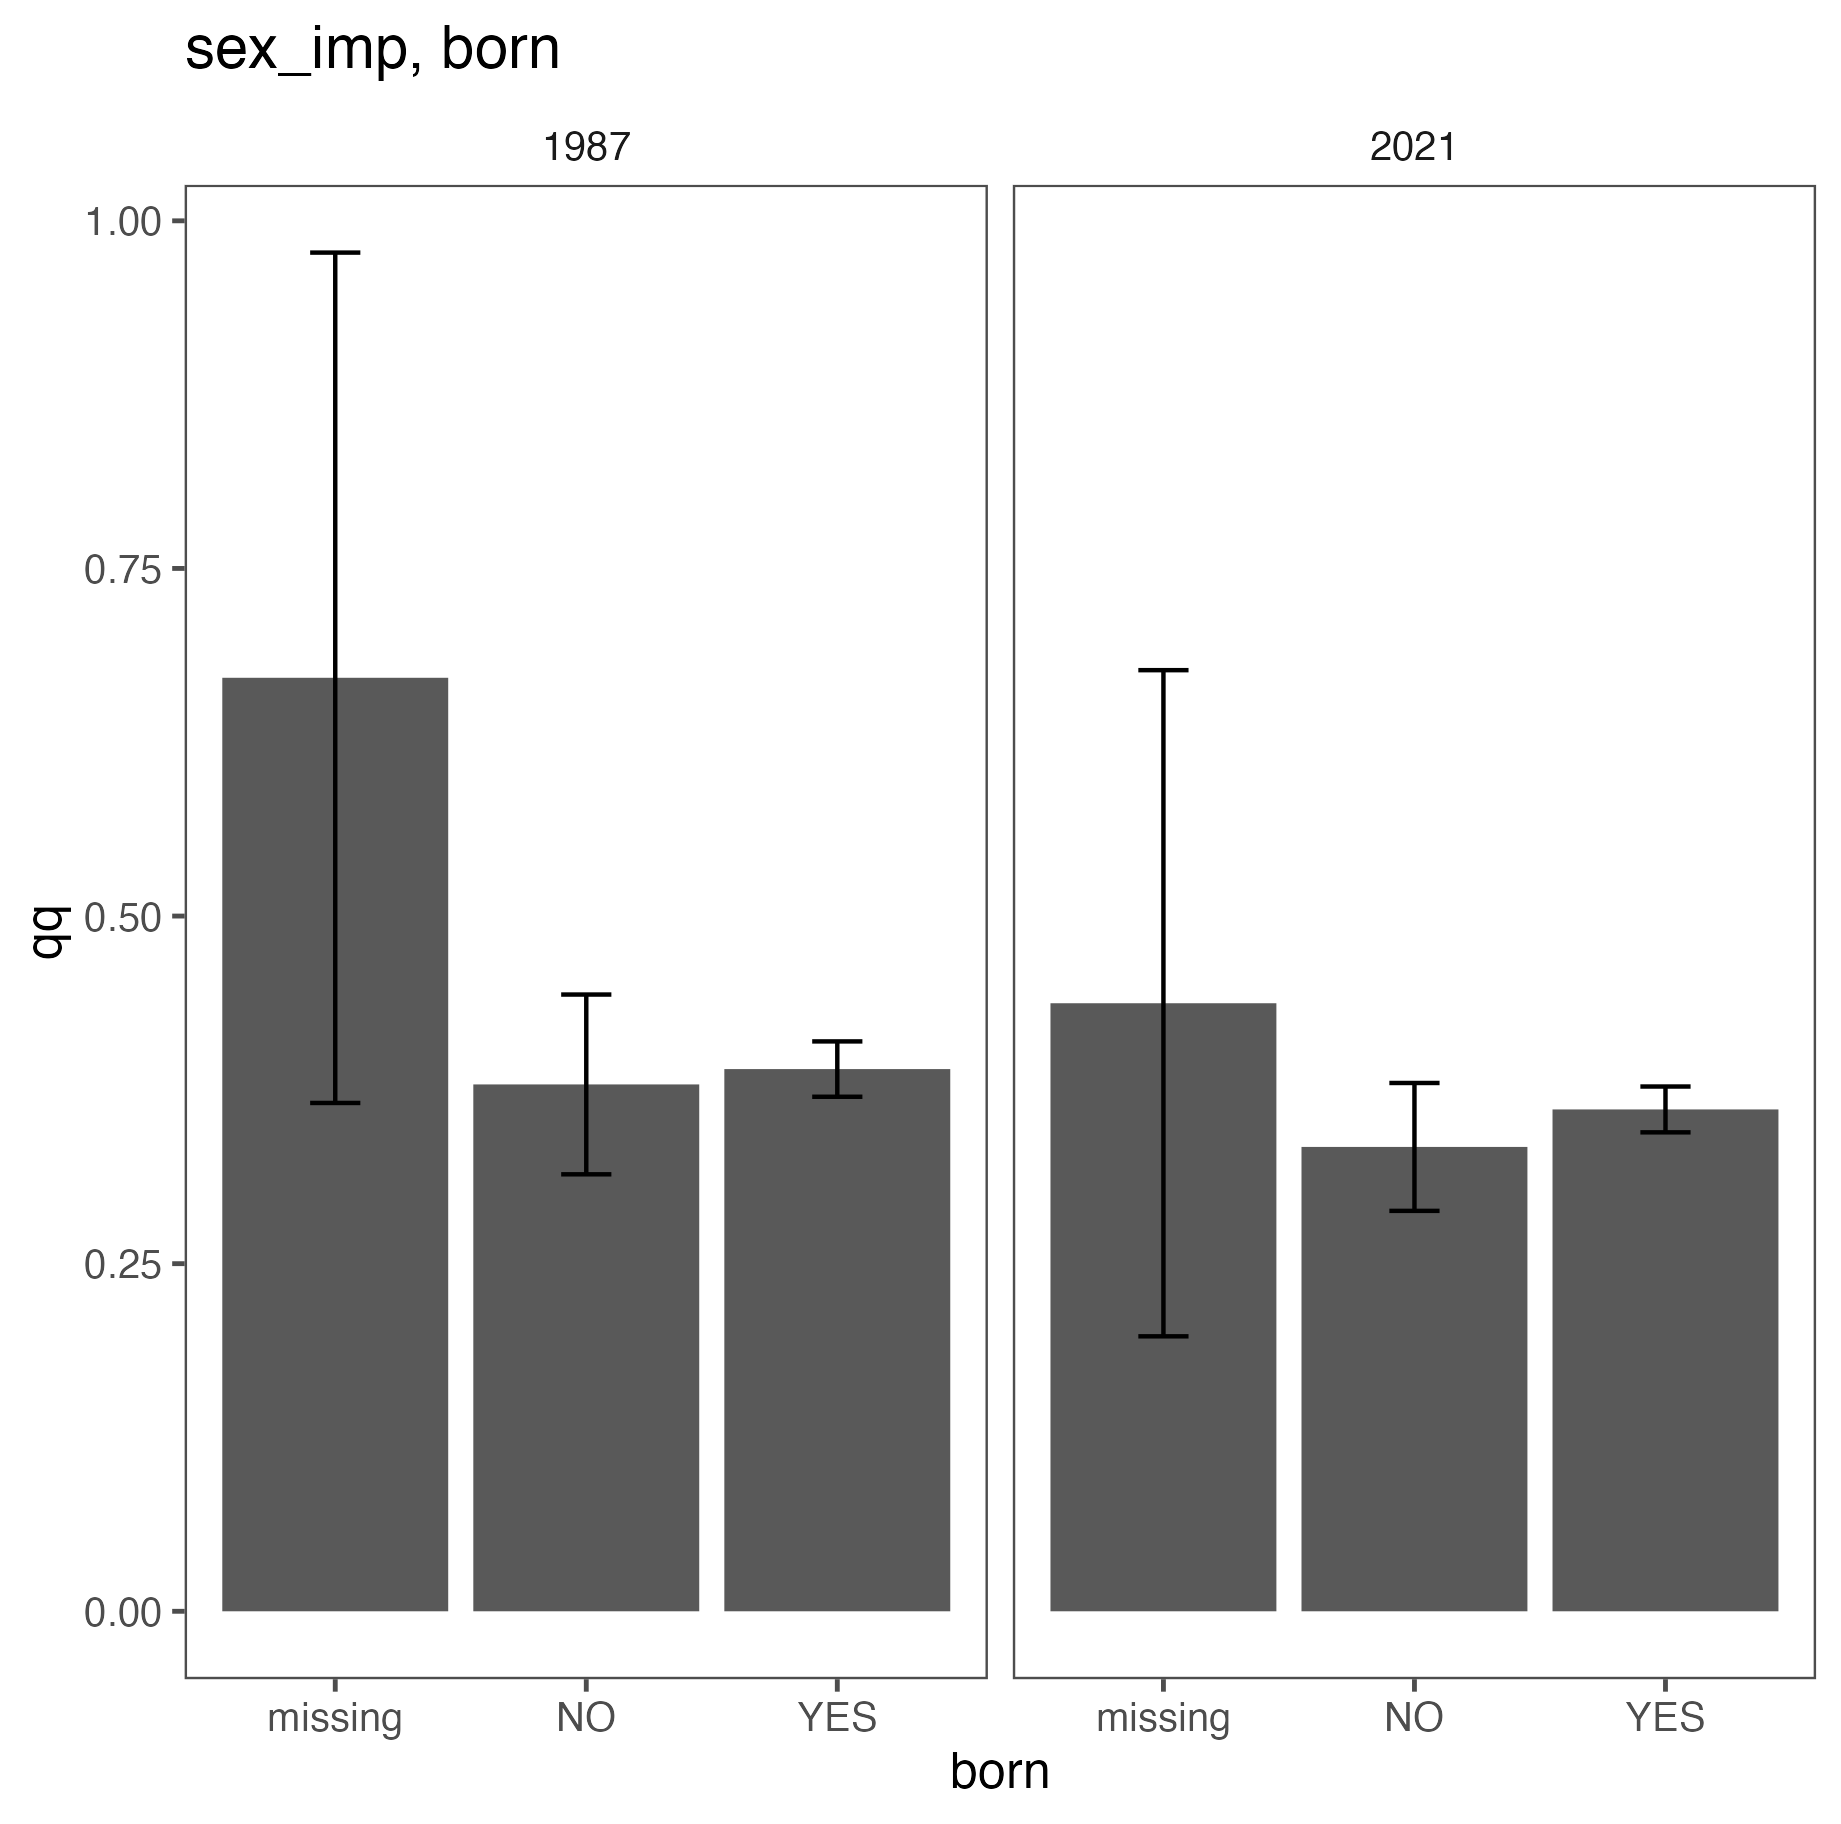 sex_imp, born
1987
2021
1.00
0.75
0.50
0.25
0.00
qq
missing NO YES
missing NO YES
born